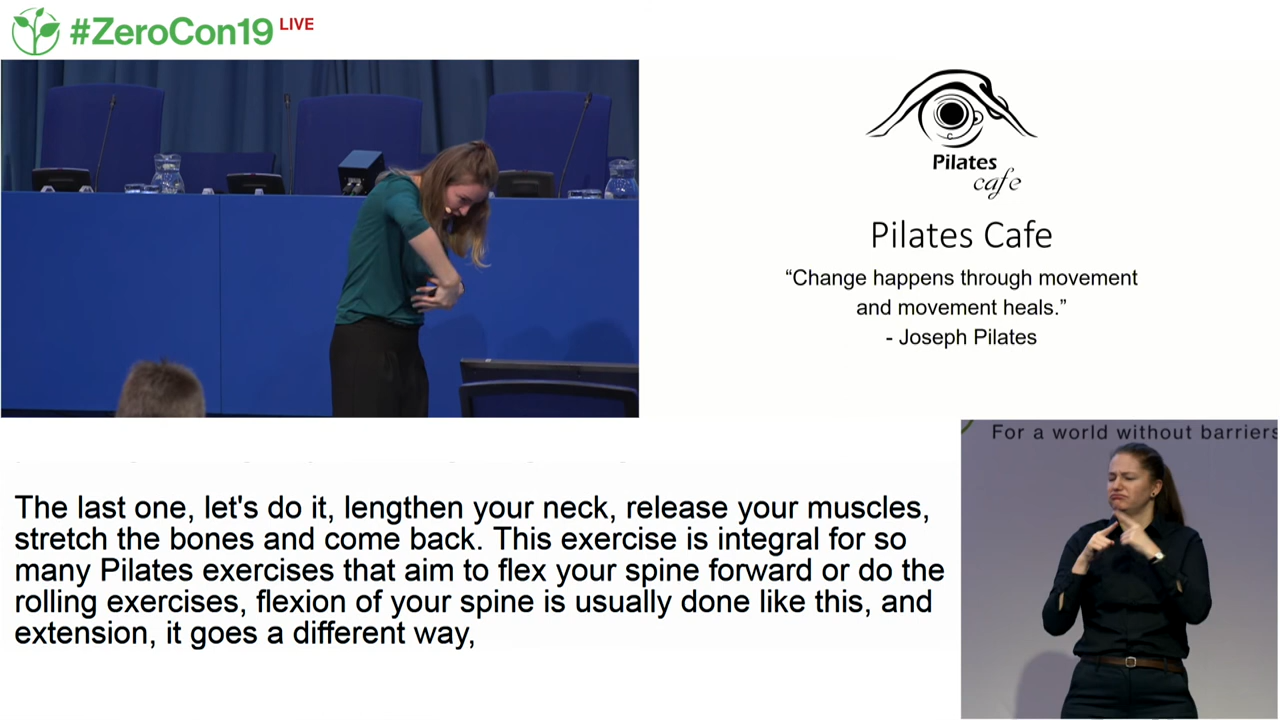 #ZeroCon19 LIVE
Pilates
cafe
Pilates Cafe
“Change happens through movement
and movement heals.”
- Joseph Pilates
For a world without barriers
The last one, let's do it, lengthen your neck, release your muscles,
stretch the bones and come back. This exercise is integral for so
many Pilates exercises that aim to flex your spine forward or do the
rolling exercises, flexion of your spine is usually done like this, and
extension, it goes a different way,